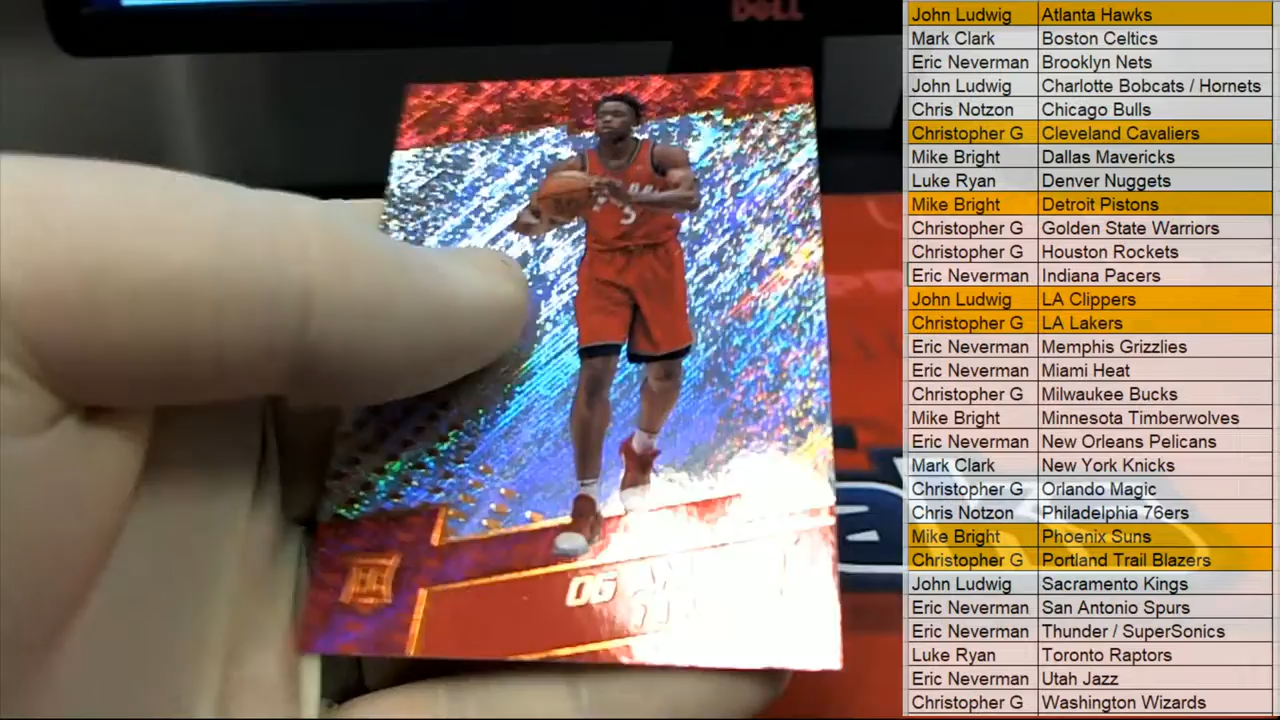 DELL
OG
5
John Ludwig Atlanta Hawks
Mark Clark Boston Celtics
Eric Neverman Brooklyn Nets
John Ludwig Charlotte Bobcats / Hornets
Chris Notzon Chicago Bulls
Christopher G Cleveland Cavaliers
Mike Bright Dallas Mavericks
Luke Ryan Denver Nuggets
Mike Bright Detroit Pistons
Christopher G Golden State Warriors
Christopher G Houston Rockets
Eric Neverman Indiana Pacers
John Ludwig LA Clippers
Christopher G LA Lakers
Eric Neverman Memphis Grizzlies
Eric Neverman Miami Heat
Christopher G Milwaukee Bucks
Mike Bright Minnesota Timberwolves
Eric Neverman New Orleans Pelicans
Mark Clark New York Knicks
Christopher G Orlando Magic
Chris Notzon Philadelphia 76ers
Mike Bright Phoenix Suns
Christopher G Portland Trail Blazers
John Ludwig Sacramento Kings
Eric Neverman San Antonio Spurs
Eric Neverman Thunder / SuperSonics
Luke Ryan Toronto Raptors
Eric Neverman Utah Jazz
Christopher G Washington Wizards